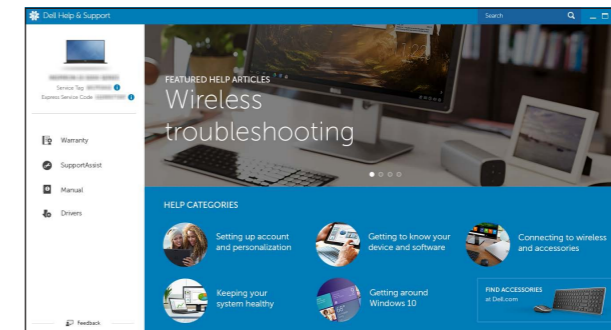 Dell Help & Support
Search
Service Tag:
Express Service Code:
Warranty
SupportAssist
Manual
Drivers
Feedback
FEATURED HELP ARTICLES
Wireless
troubleshooting
HELP CATEGORIES
Setting up account
and personalization
Getting to know your
device and software
Connecting to wireless
and accessories
Keeping your
system healthy
Getting around
Windows 10
FIND ACCESSORIES
at Dell.com